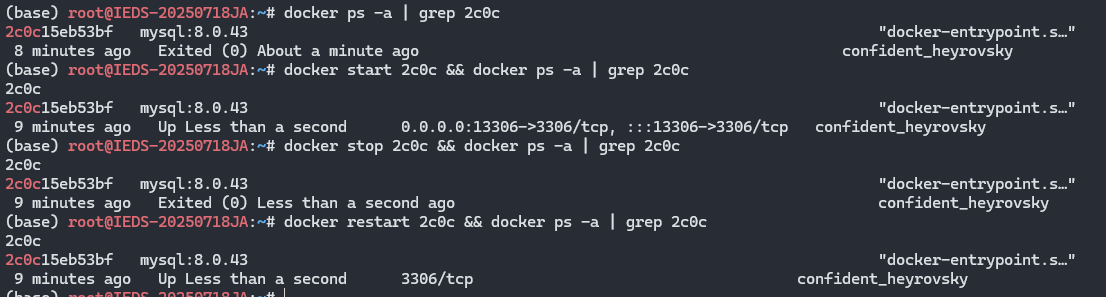 (base) root@IEDS-20250718JA:~# docker ps -a | grep 2c0c
2c0c15eb53bf   mysql:8.0.43                                                                      "docker-entrypoint.s…"
 8 minutes ago   Exited (0) About a minute ago                                               confident_heyrovsky
(base) root@IEDS-20250718JA:~# docker start 2c0c && docker ps -a | grep 2c0c
2c0c
2c0c15eb53bf   mysql:8.0.43                                                                      "docker-entrypoint.s…"
 9 minutes ago   Up Less than a second      0.0.0.0:13306->3306/tcp, :::13306->3306/tcp   confident_heyrovsky
(base) root@IEDS-20250718JA:~# docker stop 2c0c && docker ps -a | grep 2c0c
2c0c
2c0c15eb53bf   mysql:8.0.43                                                                      "docker-entrypoint.s…"
 9 minutes ago   Exited (0) Less than a second ago                                               confident_heyrovsky
(base) root@IEDS-20250718JA:~# docker restart 2c0c && docker ps -a | grep 2c0c
2c0c
2c0c15eb53bf   mysql:8.0.43                                                                      "docker-entrypoint.s…"
 9 minutes ago   Up Less than a second      3306/tcp                                    confident_heyrovsky
(base) root@IEDS-20250718JA:~#